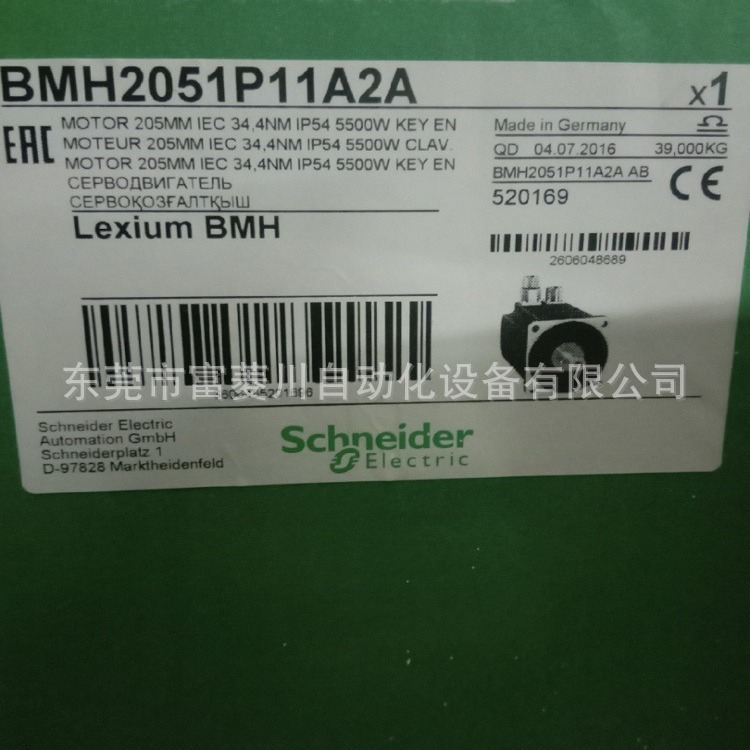 BMH2051P11A2A
x1
EAC
MOTOR 205MM IEC 34,4NM IP54 5500W KEY EN
MOTEUR 205MM IEC 34,4NM IP54 5500W CLAV.
MOTOR 205MM IEC 34,4NM IP54 5500W KEY EN
СЕРВОДВИГАТЕЛЬ
СЕРВОҚОЗҒАЛТҚЫШ
Lexium BMH
Made in Germany
QD 04.07.2016 39,000KG
BMH2051P11A2A AB
520169
CE
2606048689
东莞市富菱川自动化设备有限公司
Schneider Electric
Automation GmbH
Schneiderplatz 1
D-97828 Marktheidenfeld
Schneider
Electric